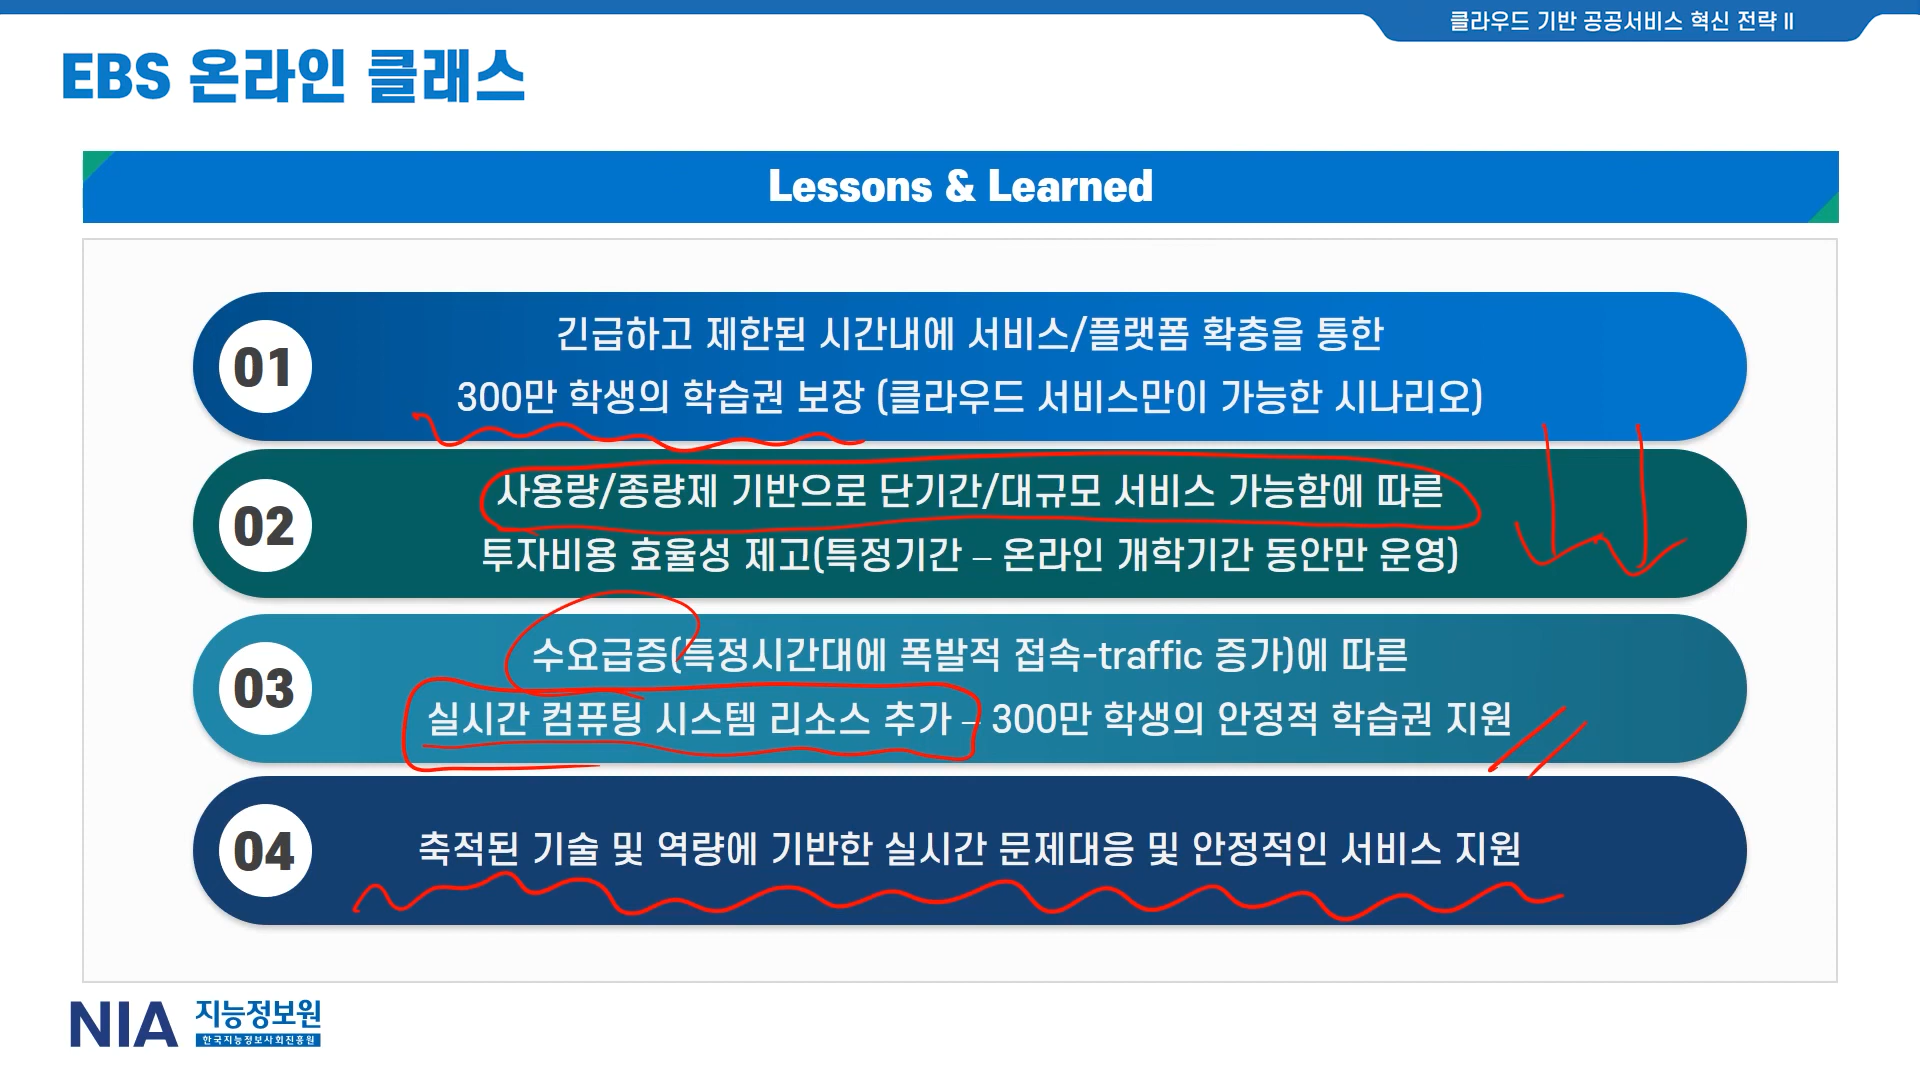 클라우드 기반 공공서비스 혁신 전략 II
EBS 온라인 클래스
Lessons & Learned
01
긴급하고 제한된 시간내에 서비스/플랫폼 확충을 통한
300만 학생의 학습권 보장 (클라우드 서비스만이 가능한 시나리오)
02
사용량/종량제 기반으로 단기간/대규모 서비스 가능함에 따른
투자비용 효율성 제고(특정기간 – 온라인 개학기간 동안만 운영)
03
수요급증(특정시간대에 폭발적 접속-traffic 증가)에 따른
실시간 컴퓨팅 시스템 리소스 추가 – 300만 학생의 안정적 학습권 지원
04
축적된 기술 및 역량에 기반한 실시간 문제대응 및 안정적인 서비스 지원
NIA 지능정보원
한국지능정보사회진흥원